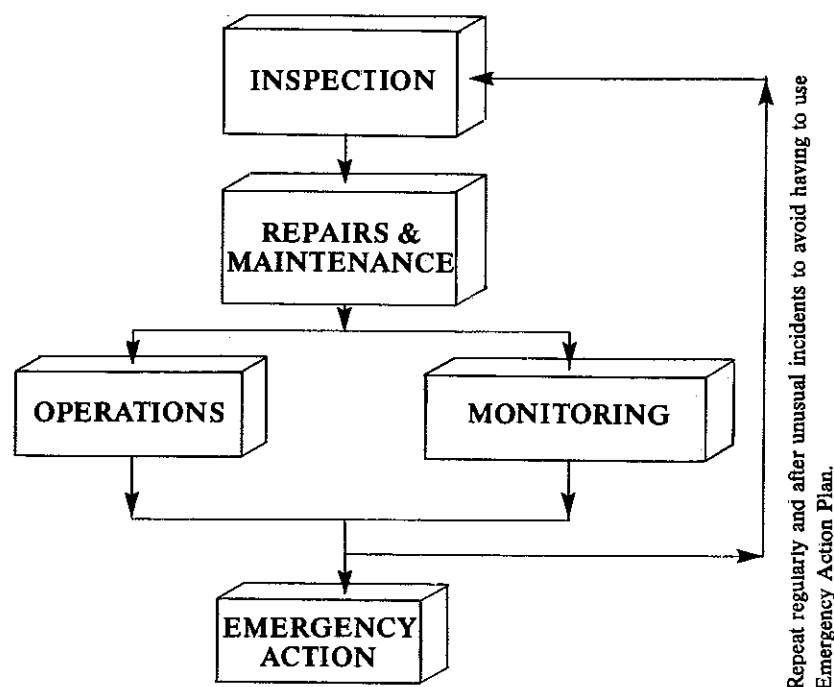 INSPECTION
REPAIRS &
MAINTENANCE
OPERATIONS
MONITORING
EMERGENCY
ACTION
Repeat regularly and after unusual incidents to avoid having to use
Emergency Action Plan.